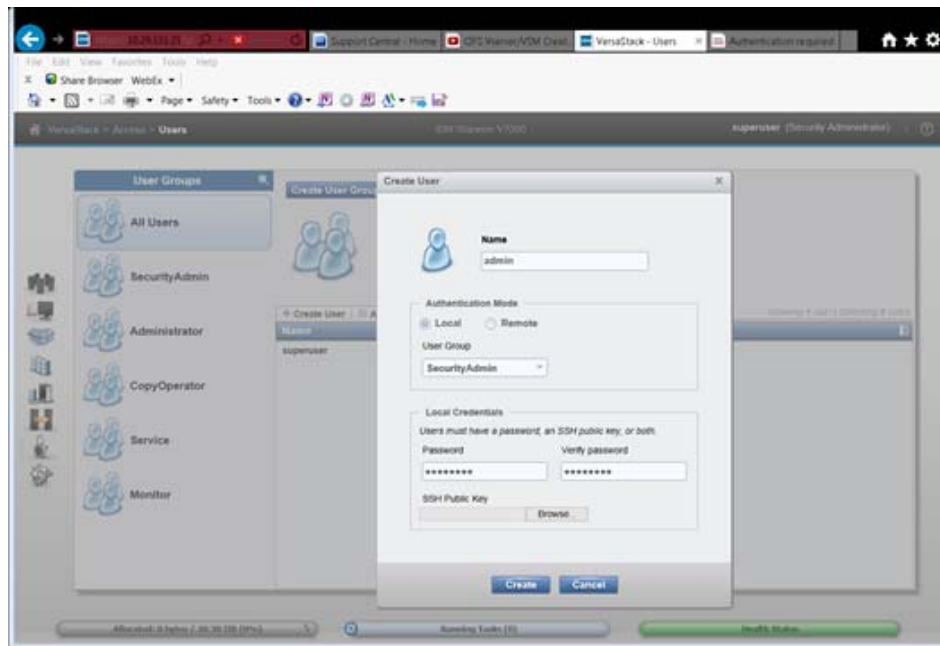 Support Central - Home
VersaStack - Users
Authentication required
File Edit View Favorites Tools Help
x Share Browser WebEx
Page Safety Tools
VersaStack > Access > Users
IBM Storwize V7000
superuser (Security Administrator)
User Groups
All Users
SecurityAdmin
Administrator
CopyOperator
Service
Monitor
Create User Group
Create User
Name
superuser
Create User
Name
admin
Authentication Mode
Local Remote
User Group
SecurityAdmin
Local Credentials
Users must have a password, an SSH public key, or both.
Password Verify password
******** ********
SSH Public Key
Browse...
Create Cancel
Running Tasks (0)
Health Status